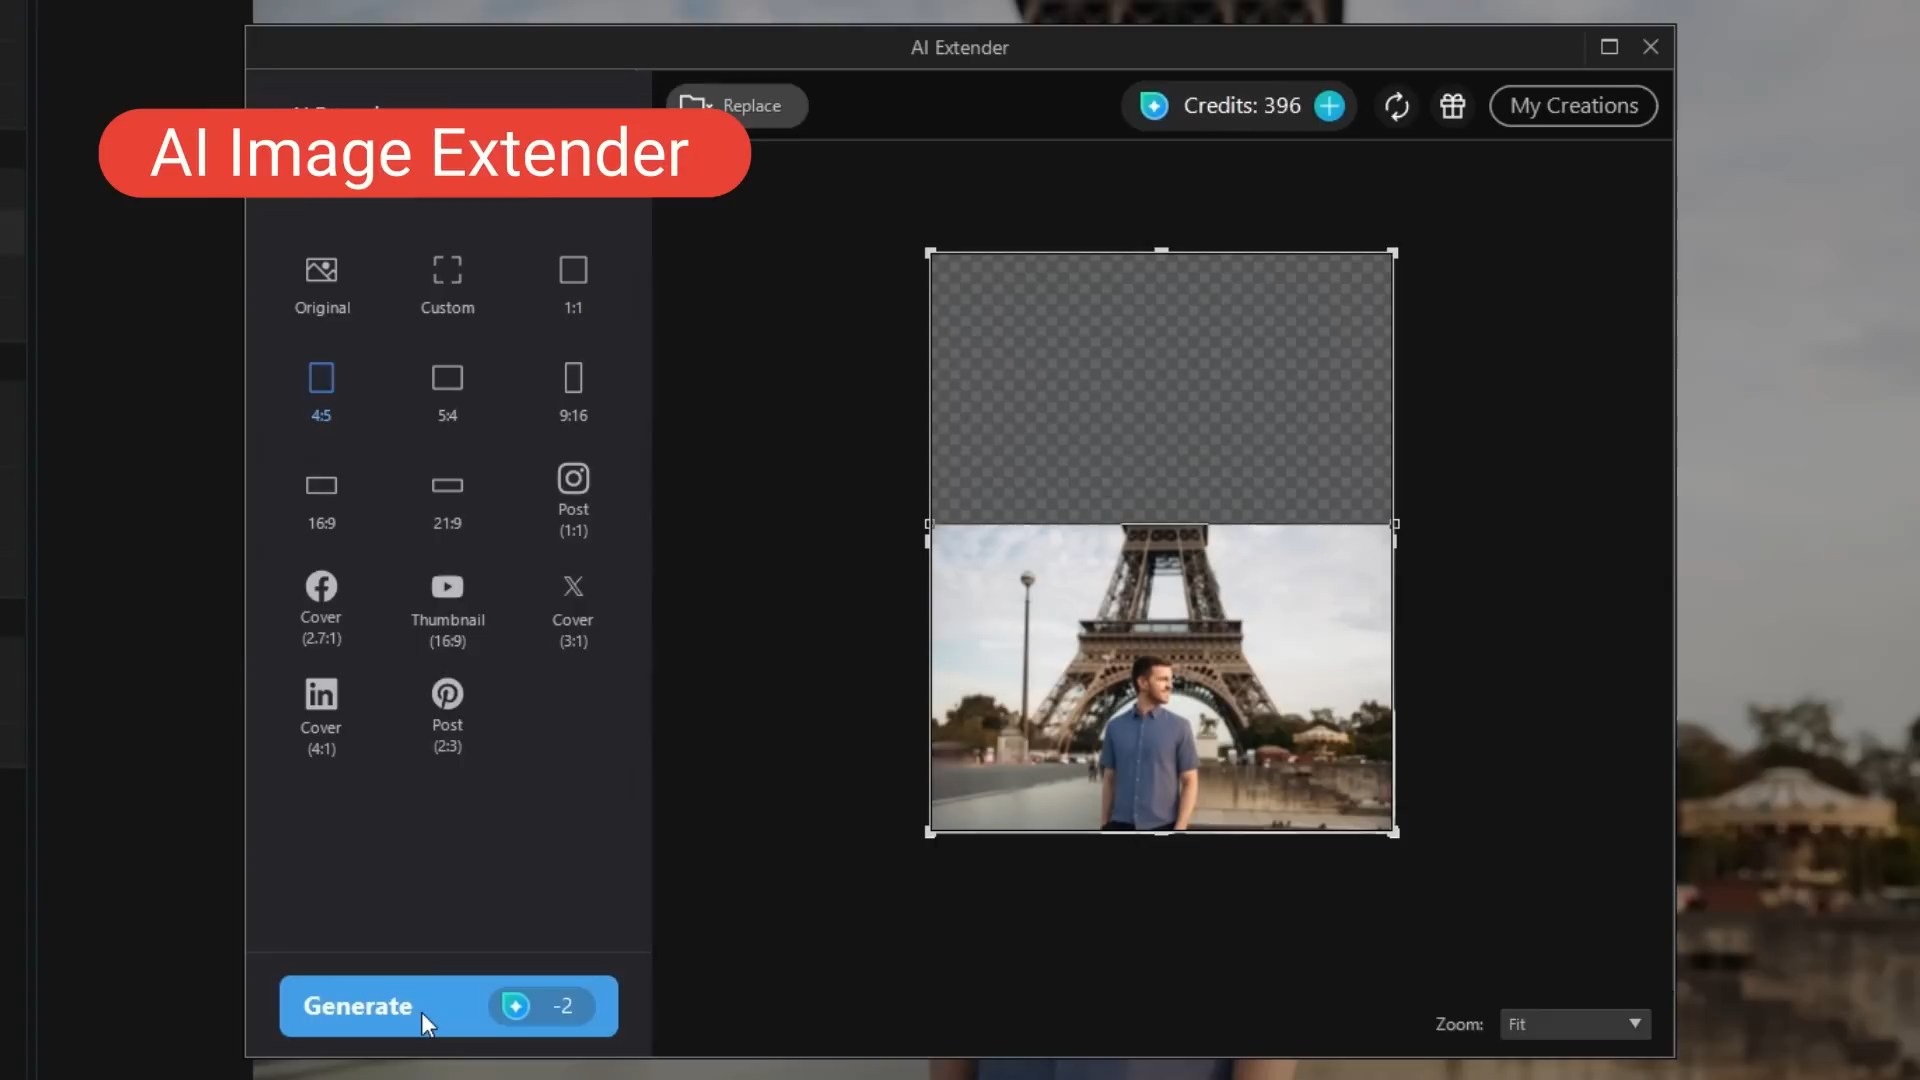 AI Extender
Replace
Credits: 396
My Creations
AI Image Extender
Original
Custom
1:1
4:5
5:4
9:16
16:9
21:9
Post
(1:1)
Cover
(2.7:1)
Thumbnail
(16:9)
Cover
(3:1)
Cover
(4:1)
Post
(2:3)
Generate
-2
Zoom:
Fit